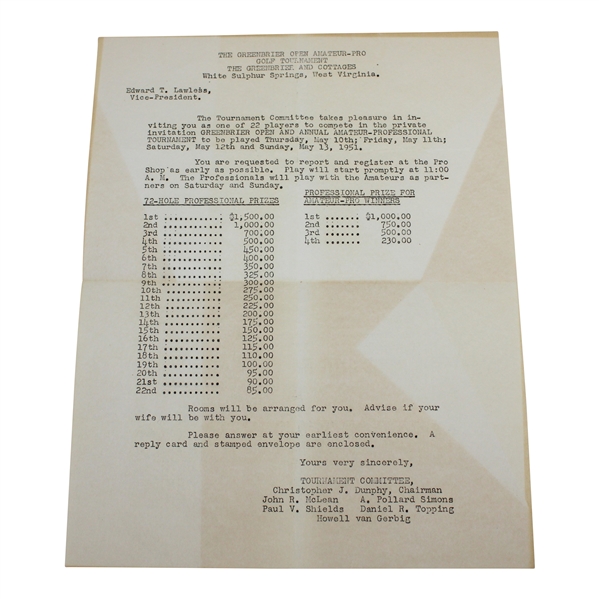 THE GREENBRIER OPEN AMATEUR-PRO
GOLF TOURNAMENT
THE GREENBRIER AND COTTAGES
White Sulphur Springs, West Virginia.
Edward T. Lawless,
Vice-President.
The Tournament Committee takes pleasure in in-
viting you as one of 22 players to compete in the private
invitation GREENBRIER OPEN AND ANNUAL AMATEUR-PROFESSIONAL
TOURNAMENT to be played Thursday, May 10th; Friday, May 11th;
Saturday, May 12th and Sunday, May 13, 1951.
You are requested to report and register at the Pro
Shop as early as possible. Play will start promptly at 11:00
A. M. The Professionals will play with the Amateurs as part-
ners on Saturday and Sunday.
72-HOLE PROFESSIONAL PRIZES
1st ........... $1,500.00
2nd ........... 1,000.00
3rd ........... 700.00
4th ........... 500.00
5th ........... 450.00
6th ........... 400.00
7th ........... 350.00
8th ........... 325.00
9th ........... 300.00
10th ........... 275.00
11th ........... 250.00
12th ........... 225.00
13th ........... 200.00
14th ........... 175.00
15th ........... 150.00
16th ........... 125.00
17th ........... 115.00
18th ........... 110.00
19th ........... 100.00
20th ........... 95.00
21st ........... 90.00
22nd ........... 85.00
PROFESSIONAL PRIZE FOR
AMATEUR-PRO WINNERS
1st ...... $1,000.00
2nd ...... 750.00
3rd ...... 500.00
4th ...... 230.00
Rooms will be arranged for you. Advise if your
wife will be with you.
Please answer at your earliest convenience. A
reply card and stamped envelope are enclosed.
Yours very sincerely,
TOURNAMENT COMMITTEE,
Christopher J. Dunphy, Chairman
John R. McLean A. Pollard Simons
Paul V. Shields Daniel R. Topping
Howell van Gerbig